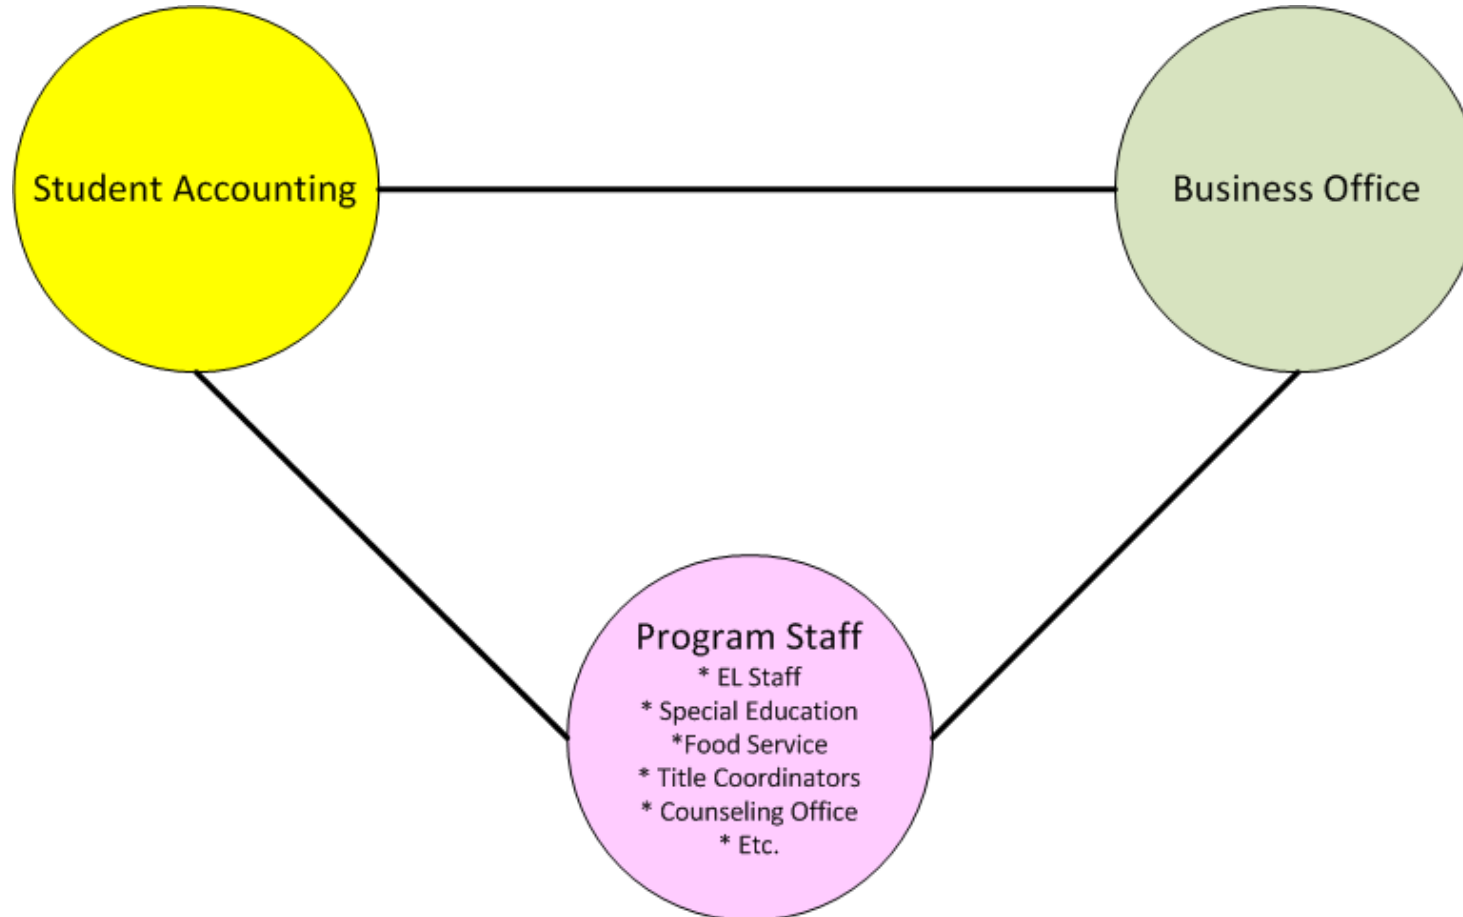 Student Accounting
Business Office
Program Staff
* EL Staff
* Special Education
*Food Service
* Title Coordinators
* Counseling Office
* Etc.